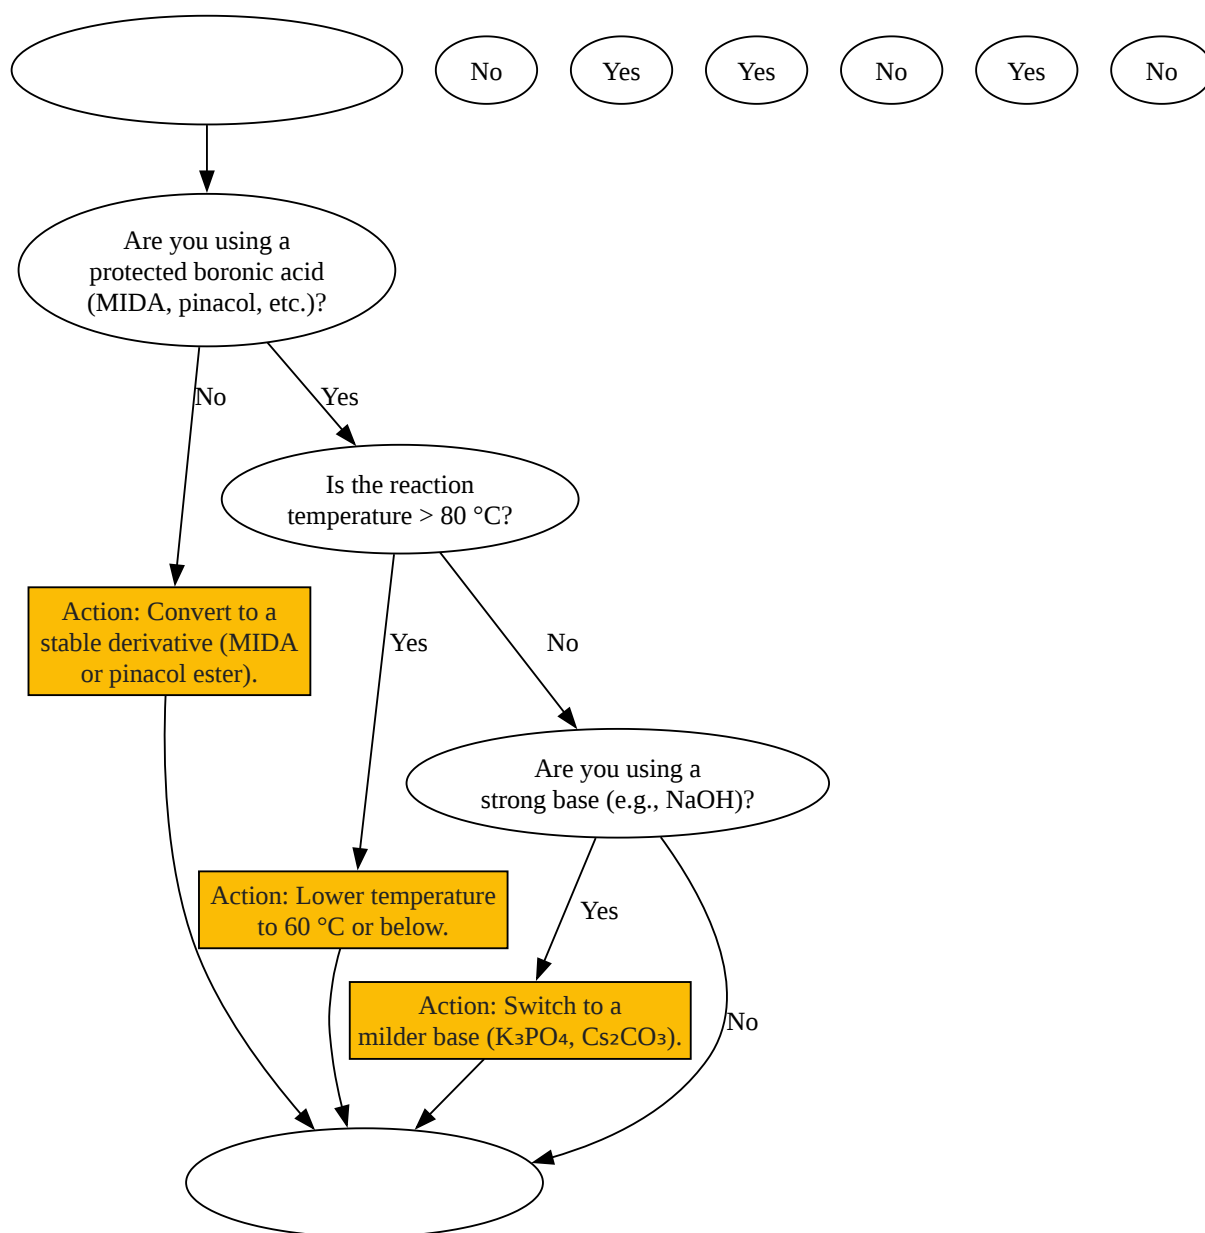 No
Yes
Yes
No
Yes
No
Are you using a
protected boronic acid
(MIDA, pinacol, etc.)?
No
Yes
Is the reaction
temperature > 80 °C?
Action: Convert to a
stable derivative (MIDA
or pinacol ester).
Yes
No
Are you using a
strong base (e.g., NaOH)?
Action: Lower temperature
to 60 °C or below.
Yes
Action: Switch to a
milder base (K₃PO₄, Cs₂CO₃).
No